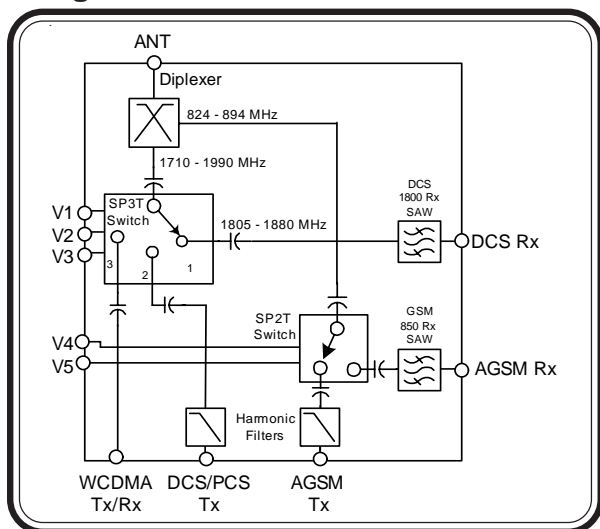 ANT
Diplexer
824 - 894 MHz
1710 - 1990 MHz
DCS
1800 Rx
SAW
V1
V2
V3
SP3T
Switch
1805 - 1880 MHz
DCS Rx
3
2
1
SP2T
Switch
GSM
850 Rx
SAW
V4
V5
AGSM Rx
Harmonic
Filters
WCDMA
Tx/Rx
DCS/PCS
Tx
AGSM
Tx